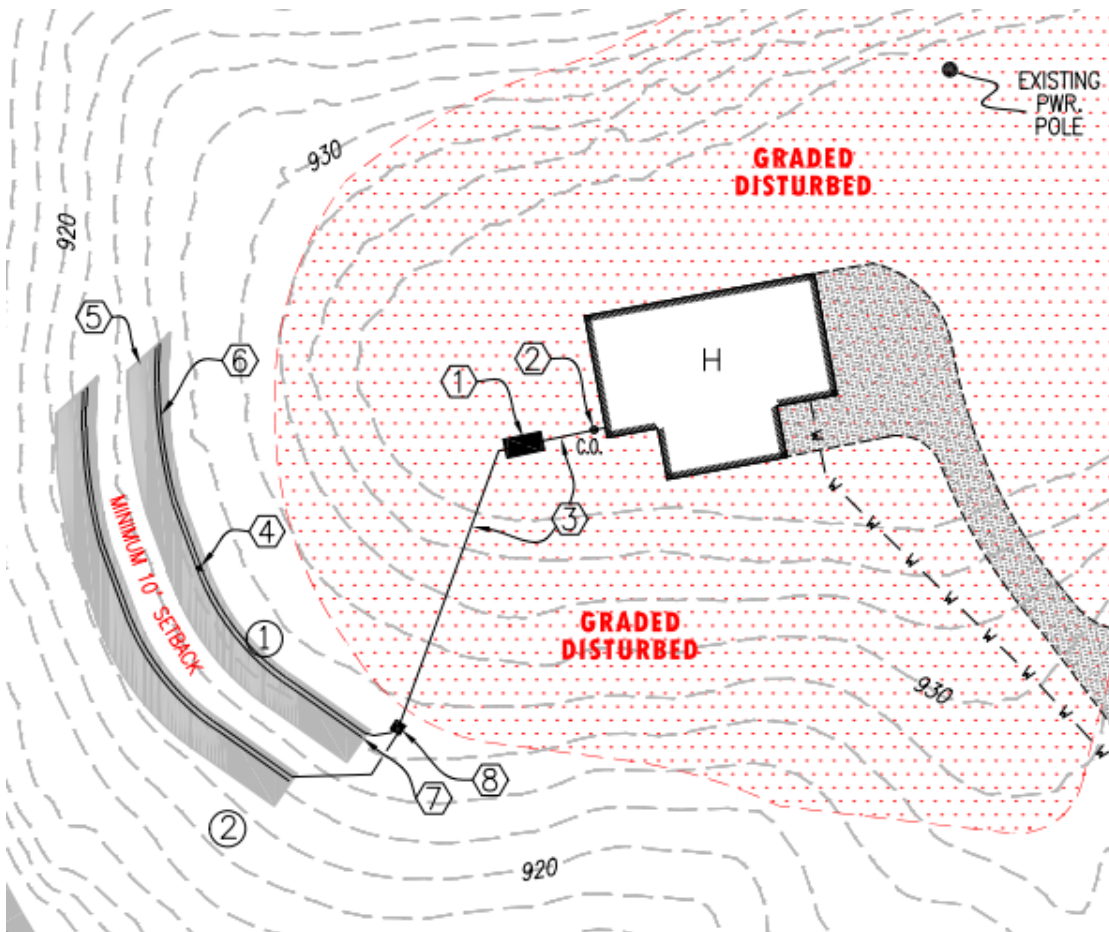 EXISTING
PWR.
POLE
930
GRADED
DISTURBED
920
5
6
2
1
H
C.O.
W
W
3
W
4
MINIMUM 10' SETBACK
W
W
1
GRADED
DISTURBED
W
930
W
W
8
7
W
2
920